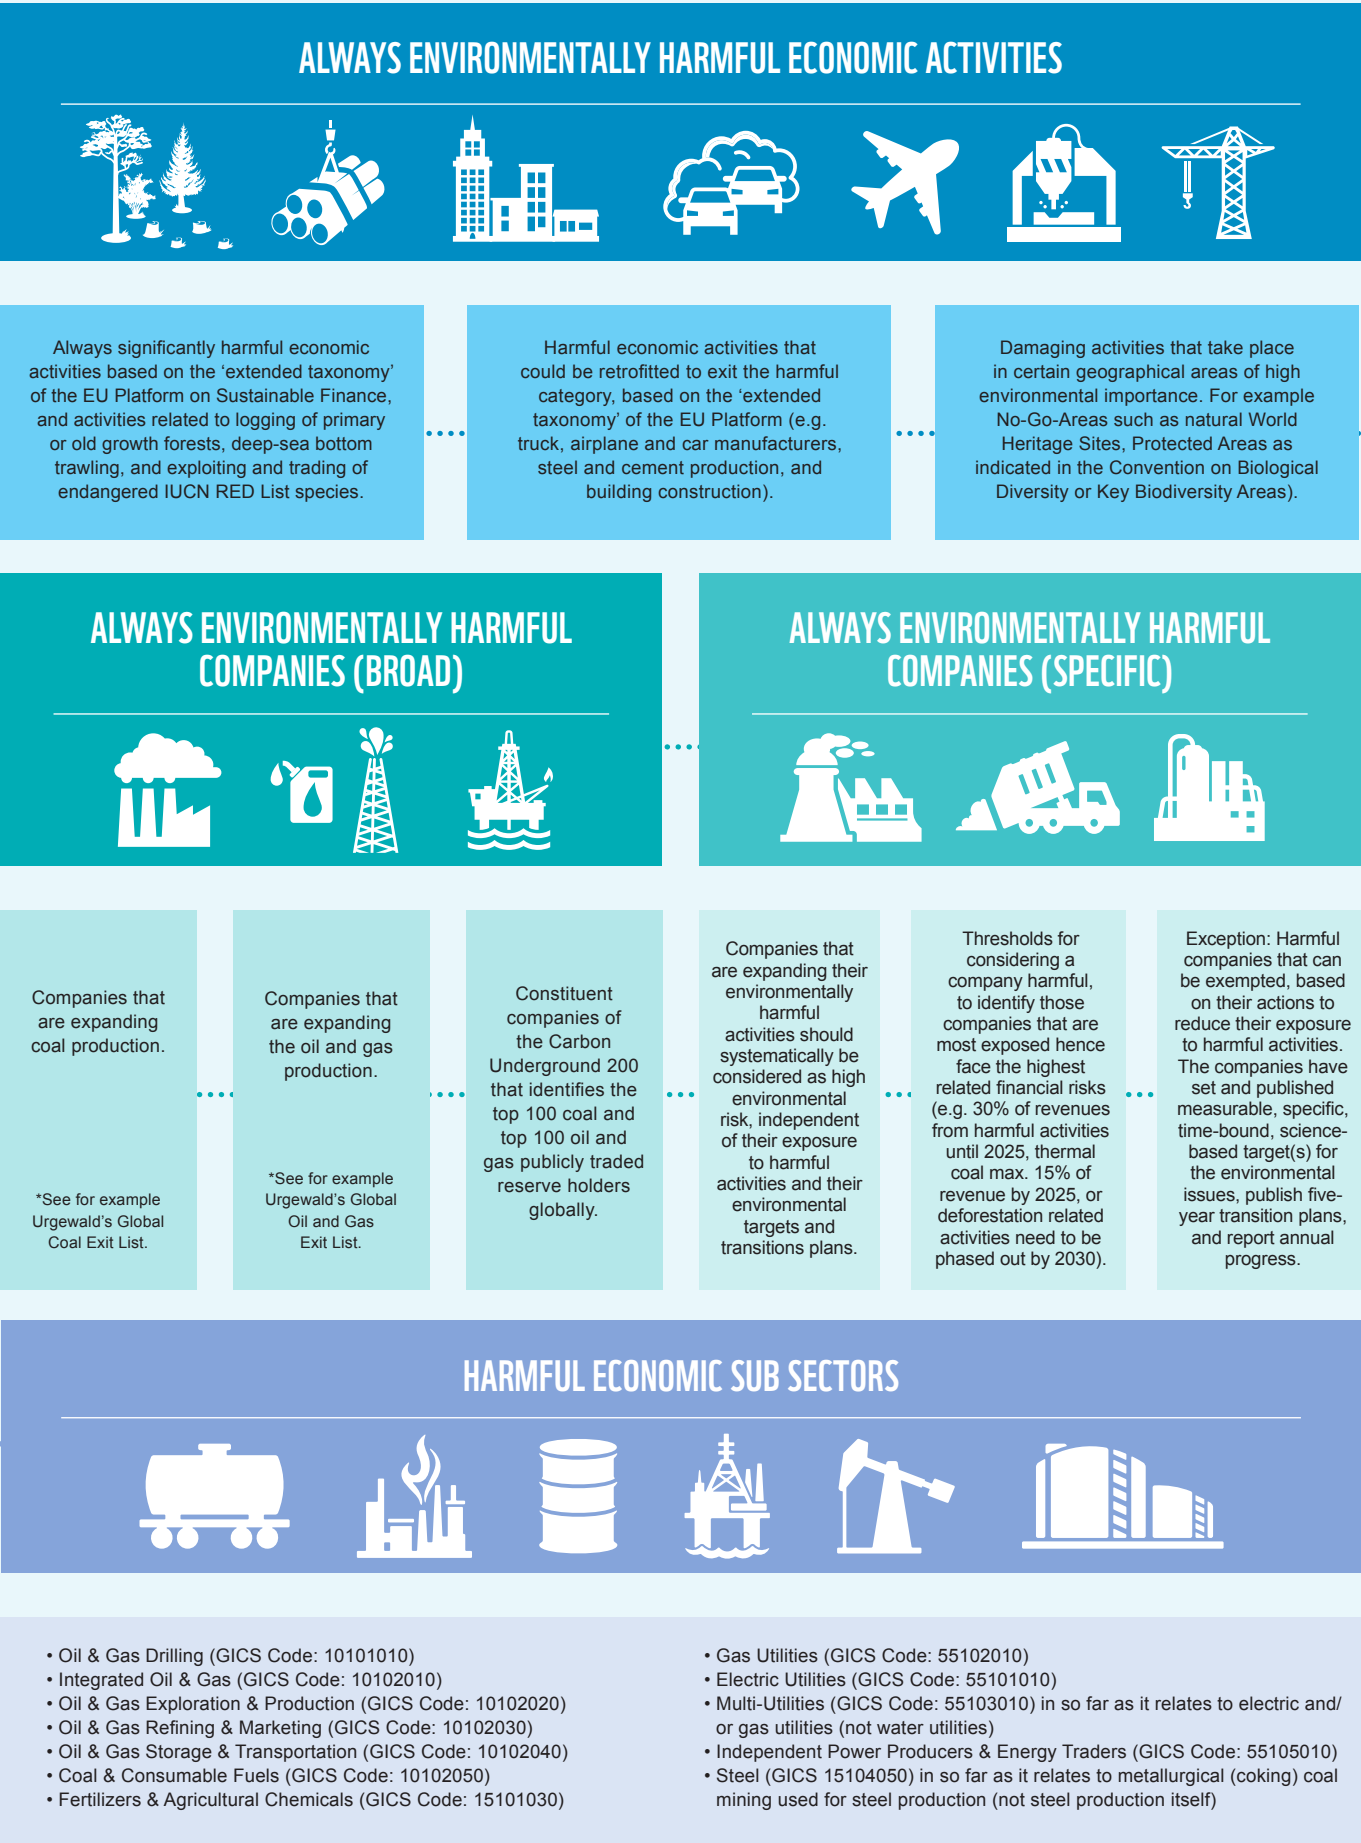 ALWAYS ENVIRONMENTALLY HARMFUL ECONOMIC ACTIVITIES
Always significantly harmful economic
activities based on the ‘extended taxonomy’
of the EU Platform on Sustainable Finance,
and activities related to logging of primary
or old growth forests, deep-sea bottom
trawling, and exploiting and trading of
endangered IUCN RED List species.
Harmful economic activities that
could be retrofitted to exit the harmful
category, based on the ‘extended
taxonomy’ of the EU Platform (e.g.
truck, airplane and car manufacturers,
steel and cement production, and
building construction).
Damaging activities that take place
in certain geographical areas of high
environmental importance. For example
No-Go-Areas such as natural World
Heritage Sites, Protected Areas as
indicated in the Convention on Biological
Diversity or Key Biodiversity Areas).
ALWAYS ENVIRONMENTALLY HARMFUL
COMPANIES (BROAD)
ALWAYS ENVIRONMENTALLY HARMFUL
COMPANIES (SPECIFIC)
Companies that
are expanding
coal production.
*See for example
Urgewald’s Global
Coal Exit List.
Companies that
are expanding
the oil and gas
production.
*See for example
Urgewald’s Global
Oil and Gas
Exit List.
Constituent
companies of
the Carbon
Underground 200
that identifies the
top 100 coal and
top 100 oil and
gas publicly traded
reserve holders
globally.
Companies that
are expanding their
environmentally
harmful
activities should
systematically be
considered as high
environmental
risk, independent
of their exposure
to harmful
activities and their
environmental
targets and
transitions plans.
Thresholds for
considering a
company harmful,
to identify those
companies that are
most exposed hence
face the highest
related financial risks
(e.g. 30% of revenues
from harmful activities
until 2025, thermal
coal max. 15% of
revenue by 2025, or
deforestation related
activities need to be
phased out by 2030).
Exception: Harmful
companies that can
be exempted, based
on their actions to
reduce their exposure
to harmful activities.
The companies have
set and published
measurable, specific,
time-bound, science-
based target(s) for
the environmental
issues, publish five-
year transition plans,
and report annual
progress.
HARMFUL ECONOMIC SUB SECTORS
• Oil & Gas Drilling (GICS Code: 10101010)
• Integrated Oil & Gas (GICS Code: 10102010)
• Oil & Gas Exploration & Production (GICS Code: 10102020)
• Oil & Gas Refining & Marketing (GICS Code: 10102030)
• Oil & Gas Storage & Transportation (GICS Code: 10102040)
• Coal & Consumable Fuels (GICS Code: 10102050)
• Fertilizers & Agricultural Chemicals (GICS Code: 15101030)
• Gas Utilities (GICS Code: 55102010)
• Electric Utilities (GICS Code: 55101010)
• Multi-Utilities (GICS Code: 55103010) in so far as it relates to electric and/
or gas utilities (not water utilities)
• Independent Power Producers & Energy Traders (GICS Code: 55105010)
• Steel (GICS 15104050) in so far as it relates to metallurgical (coking) coal
mining used for steel production (not steel production itself)